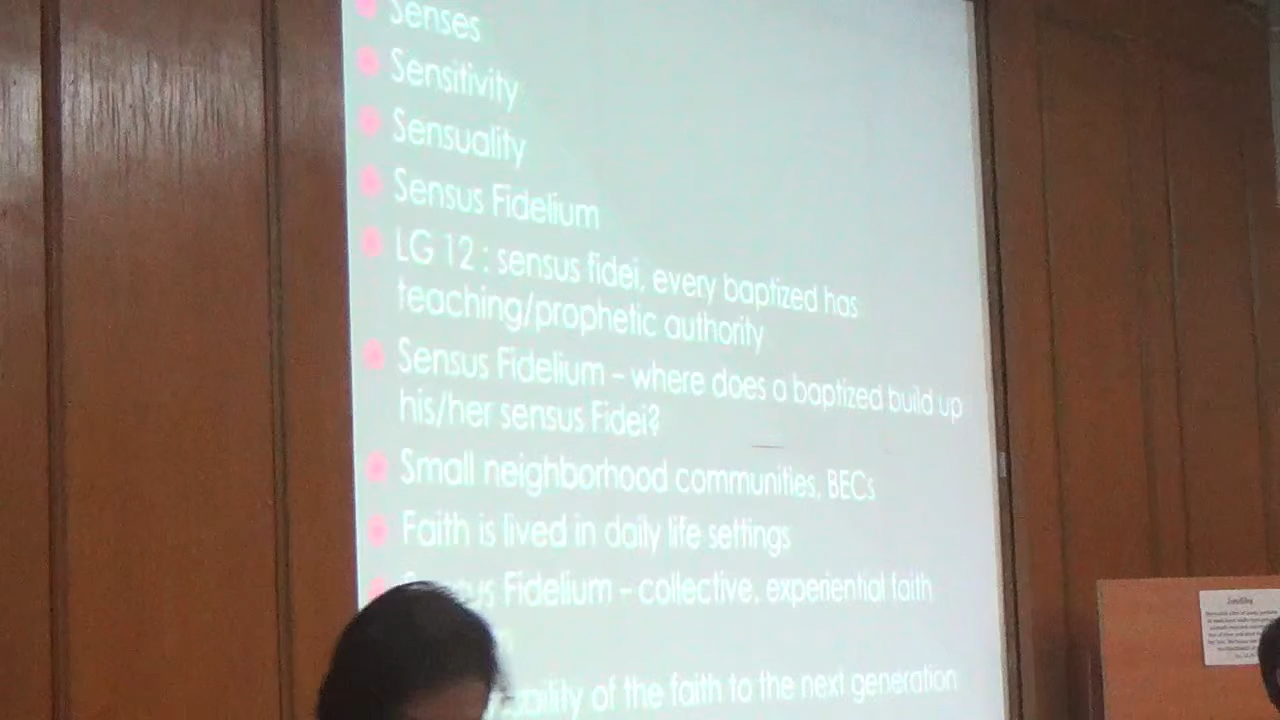 Senses
Sensitivity
Sensuality
Sensus Fidelium
LG 12 : sensus fidei, every baptized has
teaching/prophetic authority
Sensus Fidelium – where does a baptized build up
his/her sensus Fidei?
Small neighborhood communities, BECs
Faith is lived in daily life settings
Fidelium – collective, experiential faith
of the faith to the next generation